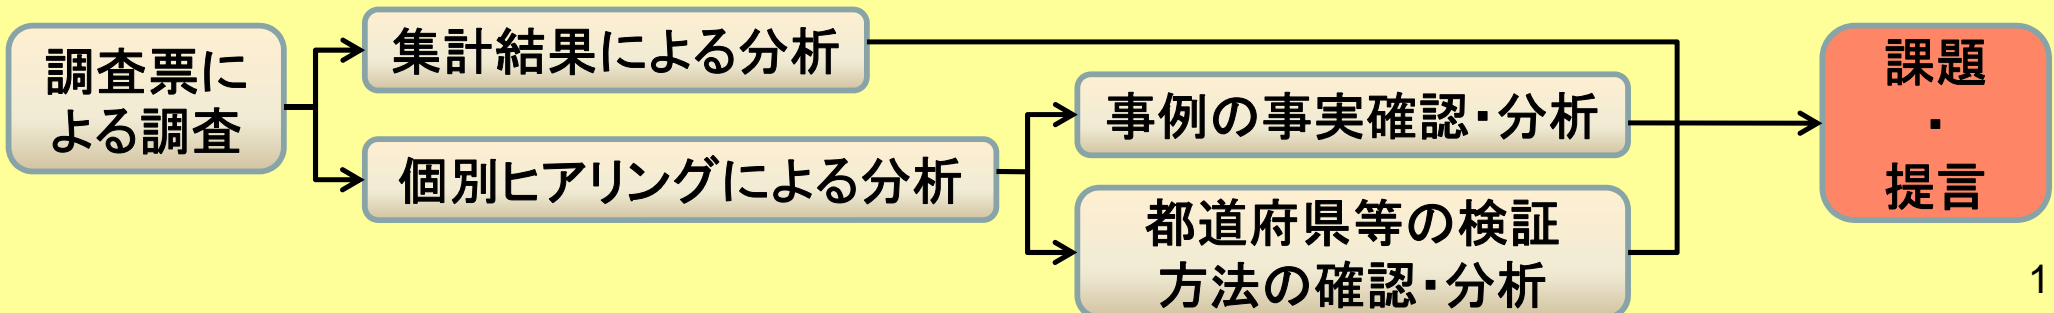 調査票に
よる調査
集計結果による分析
個別ヒアリングによる分析
事例の事実確認・分析
都道府県等の検証
方法の確認・分析
課題
・
提言
1